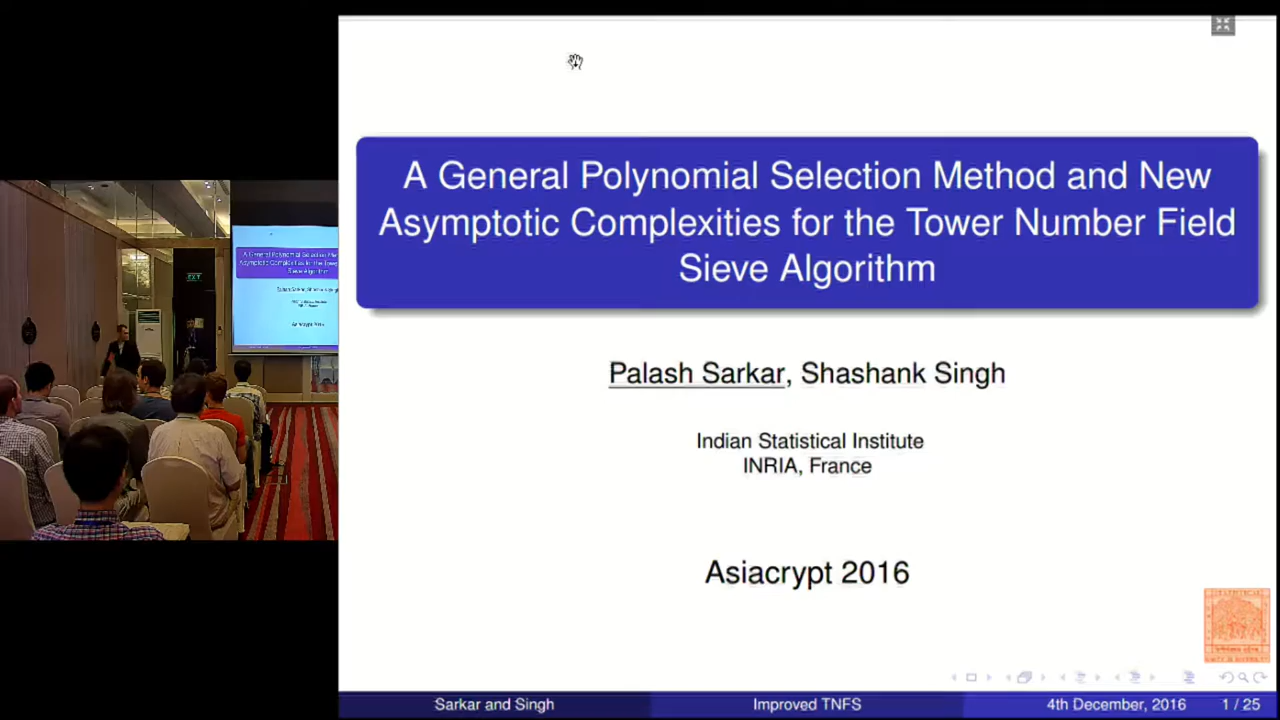 A General Polynomial Selection Method and New
Asymptotic Complexities for the Tower Number Field
Sieve Algorithm
Palash Sarkar, Shashank Singh
Indian Statistical Institute
INRIA, France
Asiacrypt 2016
Sarkar and Singh
Improved TNFS
4th December, 2016
1 / 25
EXIT